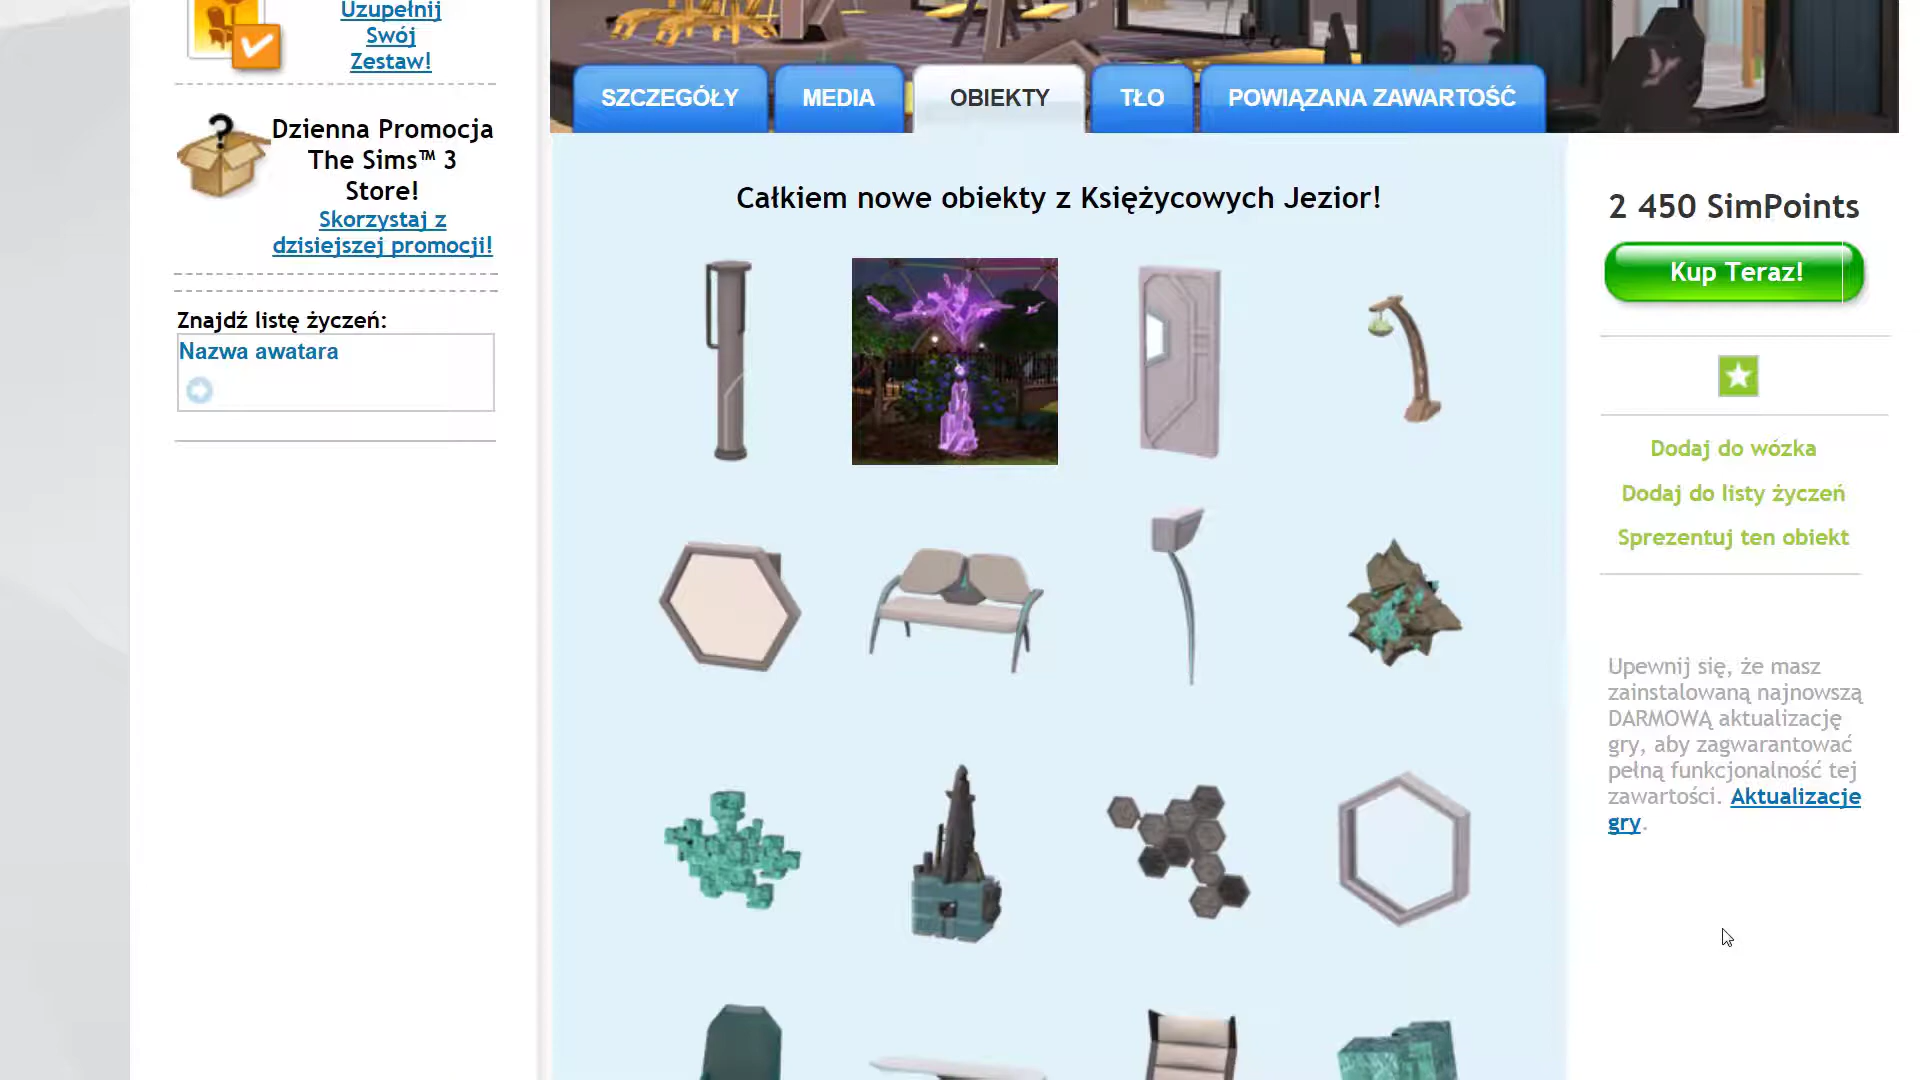 Uzupełnij
Swój
Zestaw!
Dzienna Promocja
The Sims™ 3
Store!
Skorzystaj z
dzisiejszej promocji!
Znajdź listę życzeń:
Nazwa awatara
SZCZEGÓŁY
MEDIA
OBIEKTY
TŁO
POWIĄZANA ZAWARTOŚĆ
Całkiem nowe obiekty z Księżycowych Jezior!
2 450 SimPoints
Kup Teraz!
Dodaj do wózka
Dodaj do listy życzeń
Sprezentuj ten obiekt
Upewnij się, że masz
zainstalowaną najnowszą
DARMOWĄ aktualizację
gry, aby zagwarantować
pełną funkcjonalność tej
zawartości. Aktualizacje
gry.